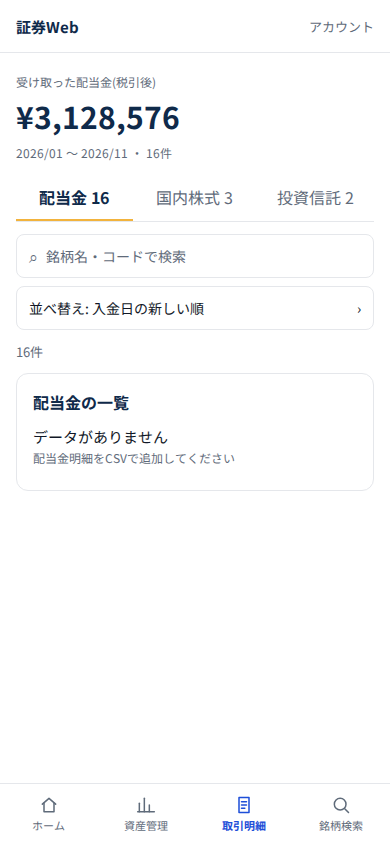 証券Web
アカウント
受け取った配当金(税引後)
¥3,128,576
2026/01 〜 2026/11 ・ 16件
配当金 16
国内株式 3
投資信託 2
銘柄名・コードで検索
並べ替え: 入金日の新しい順
16件
配当金の一覧
データがありません
配当金明細をCSVで追加してください
ホーム
資産管理
取引明細
銘柄検索